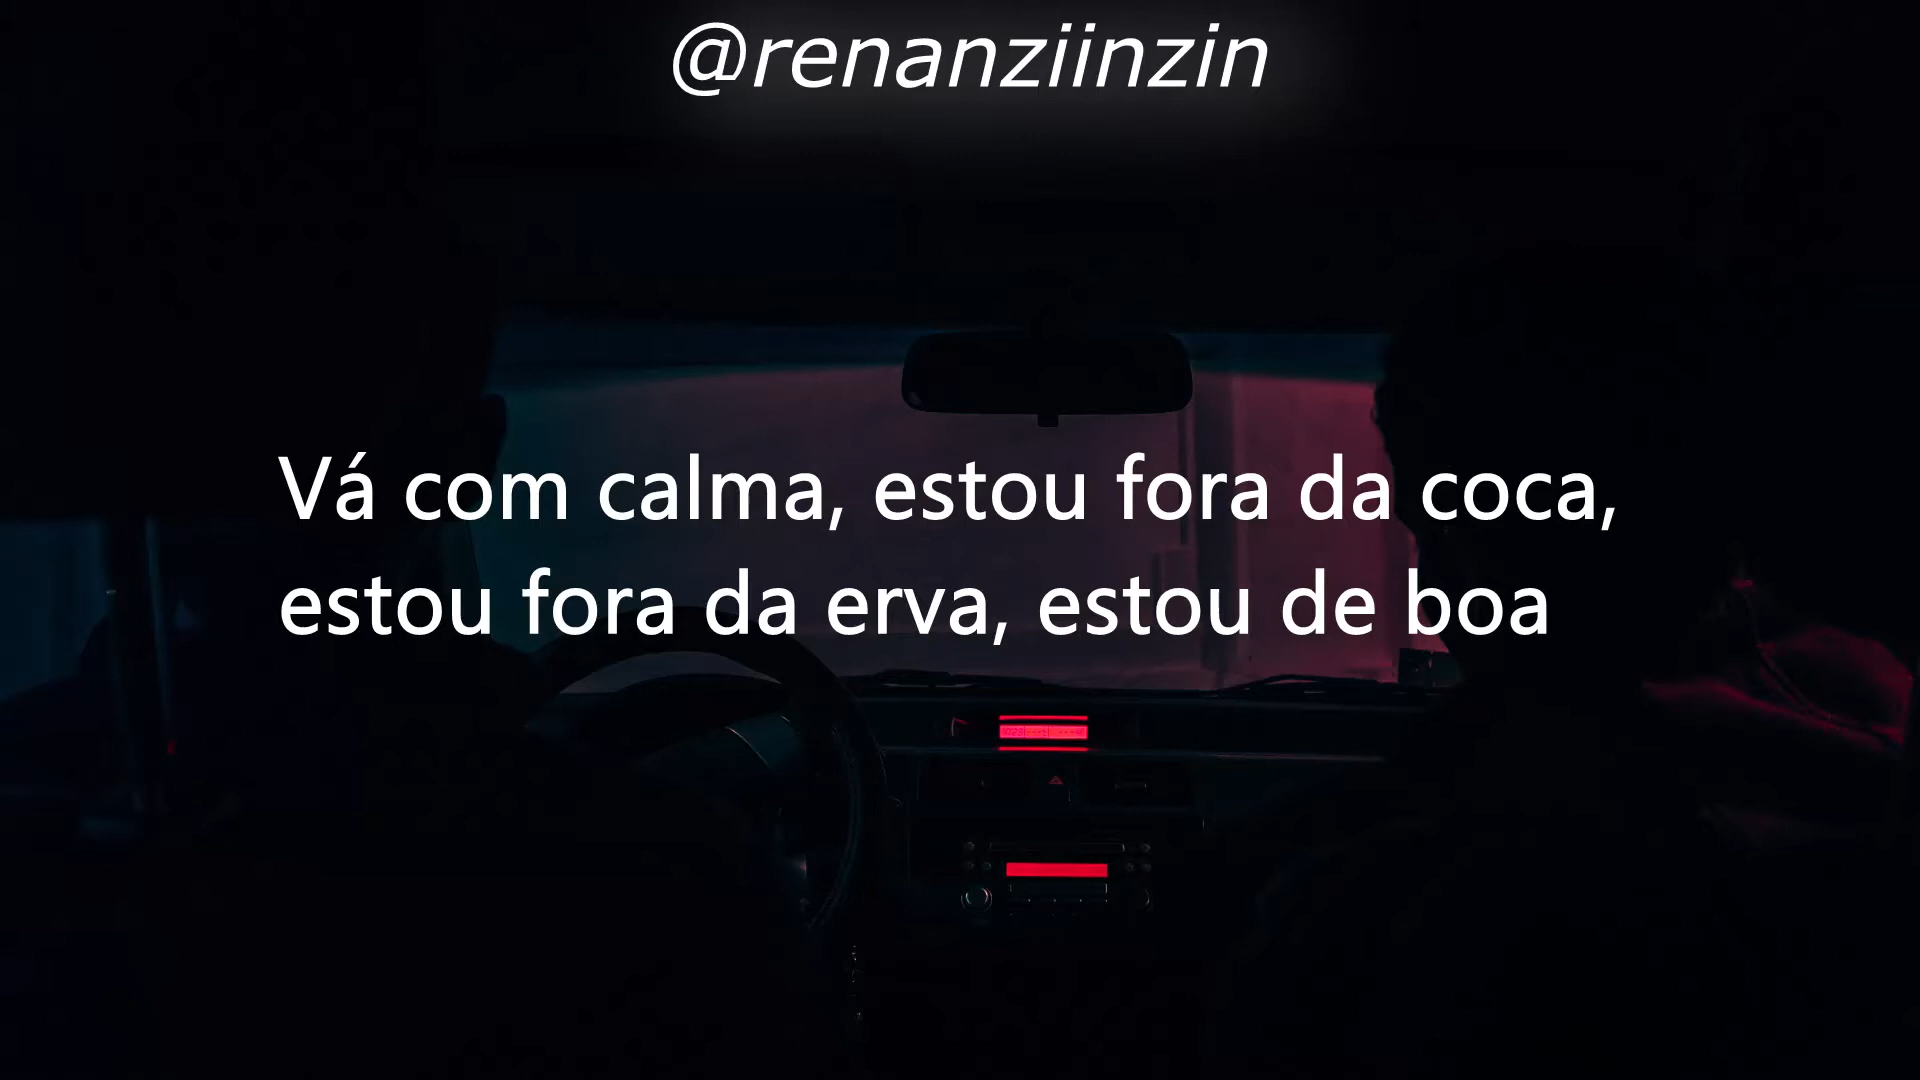 @renanziinzin
Vá com calma, estou fora da coca,
estou fora da erva, estou de boa